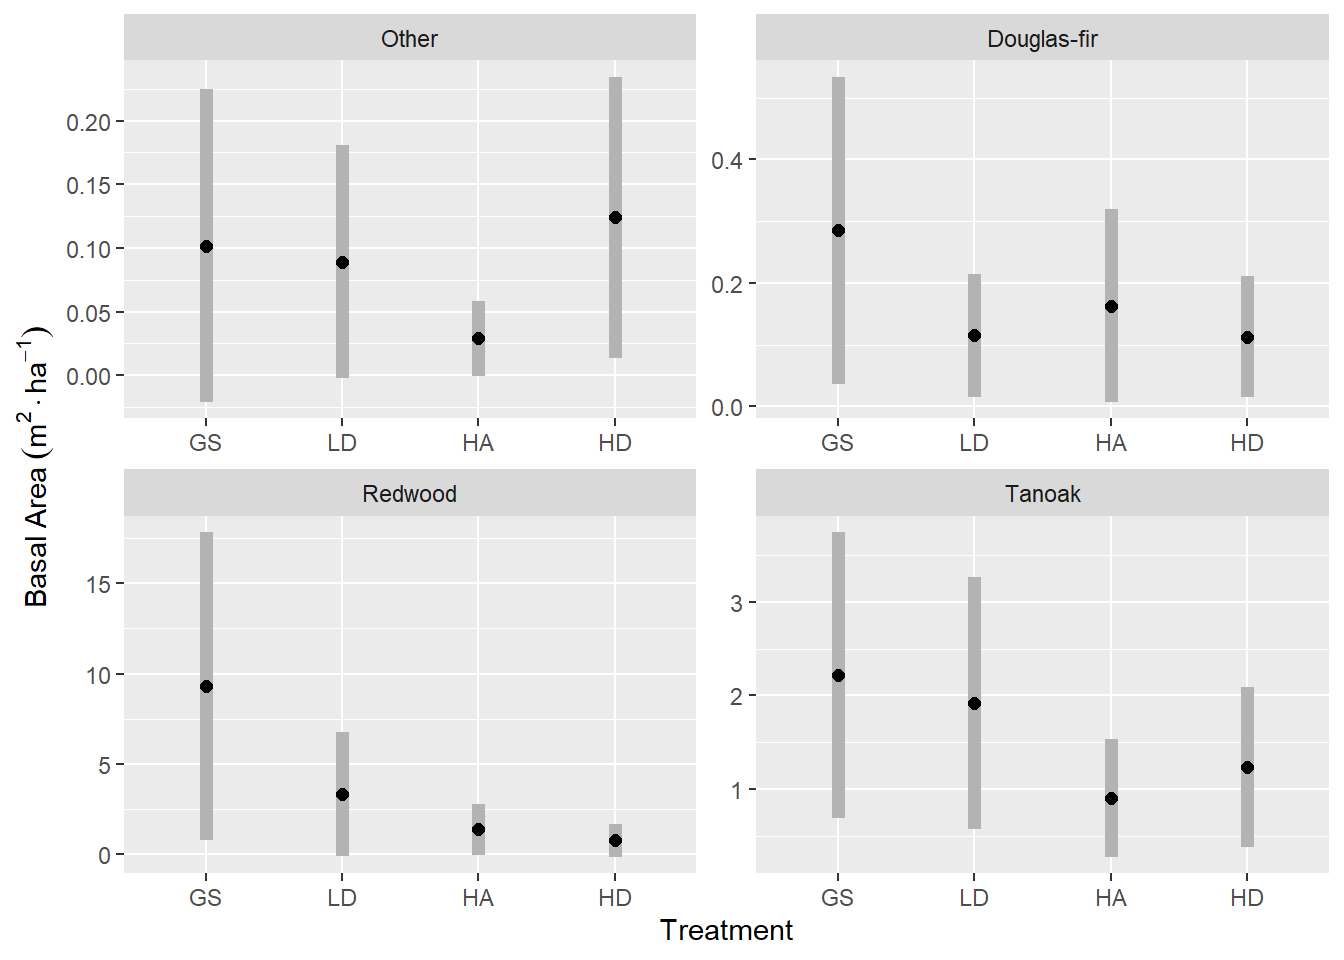 Other
Douglas-fir
0.20
0.15
0.10
0.05
0.00
0.4
0.2
0.0
GS LD HA HD
GS LD HA HD
Redwood
Tanoak
15
10
5
0
3
2
1
GS LD HA HD
GS LD HA HD
Basal Area (m² · ha⁻¹)
Treatment